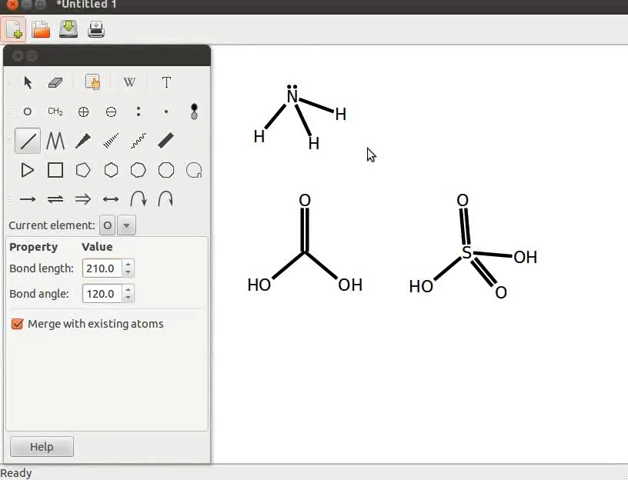 *Untitled 1
W T
CH₂
n
Current element: O
Property Value
Bond length: 210.0
Bond angle: 120.0
Merge with existing atoms
Help
Ready
N
H
H
H
O
HO
OH
O
S
OH
HO
O